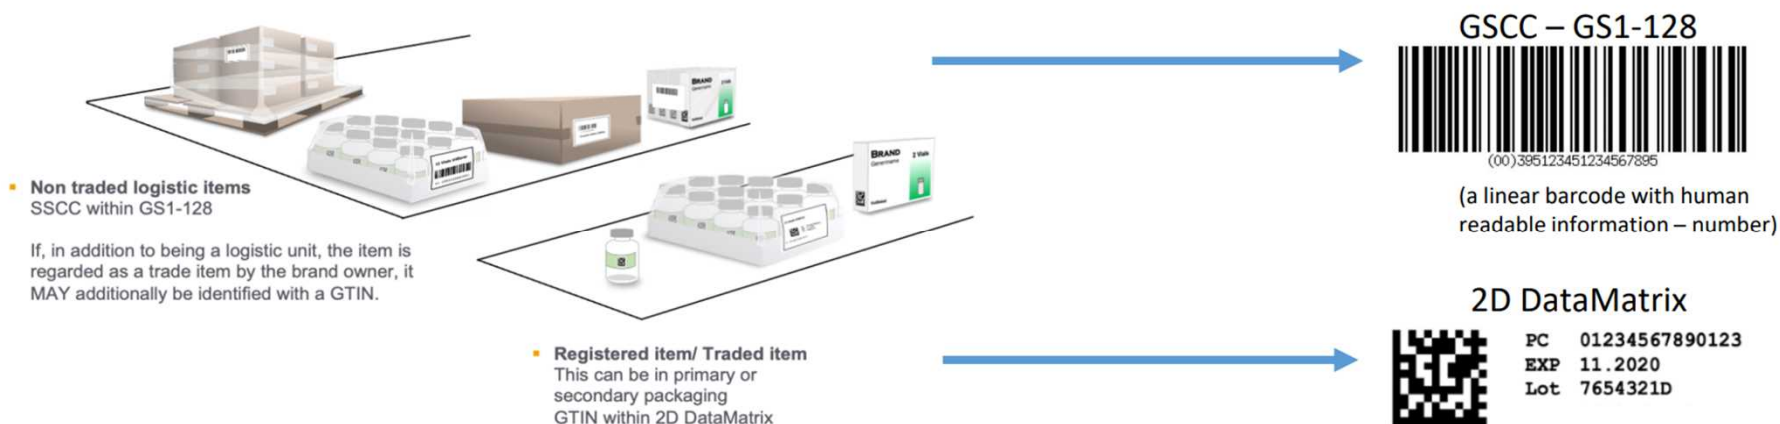 GSCC – GS1-128
(00)395123451234567895
(a linear barcode with human
readable information – number)
BRAND
BRAND
Genericname
2 Vials
Non traded logistic items
SSCC within GS1-128
If, in addition to being a logistic unit, the item is
regarded as a trade item by the brand owner, it
MAY additionally be identified with a GTIN.
2D DataMatrix
PC 01234567890123
EXP 11.2020
Lot 7654321D
Registered item/ Traded item
This can be in primary or
secondary packaging
GTIN within 2D DataMatrix